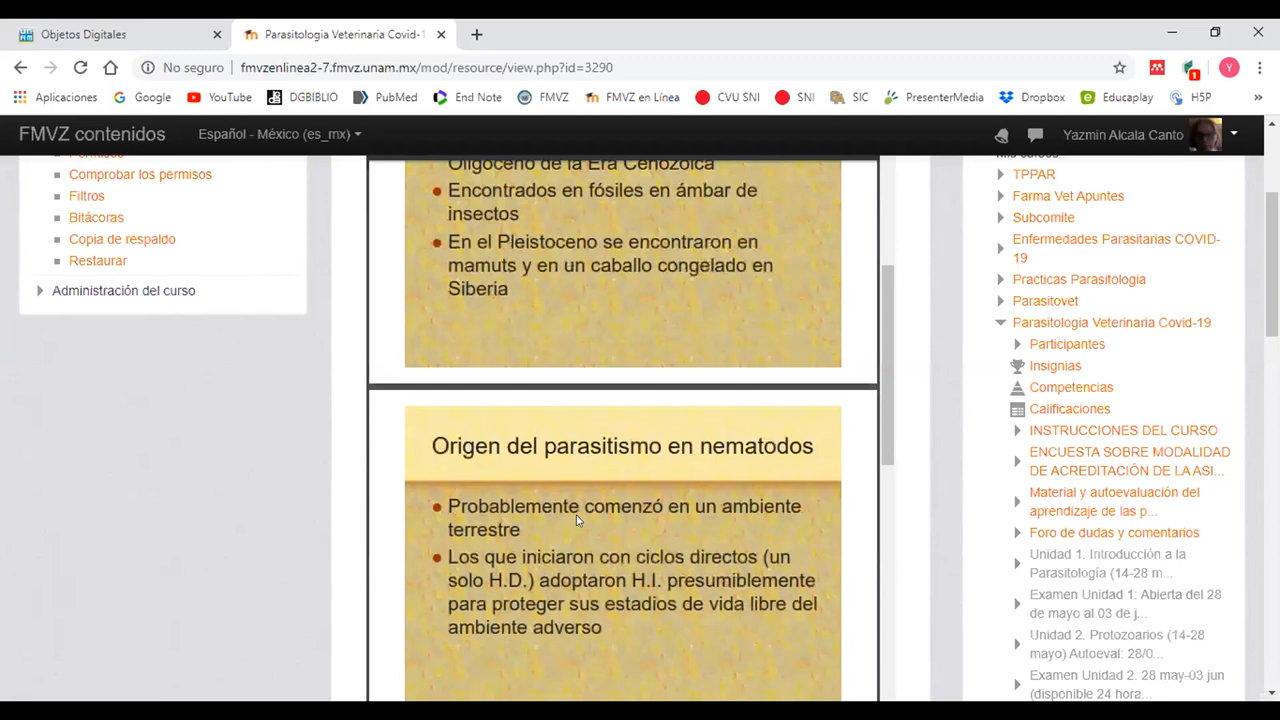 Objetos Digitales
Parasitologia Veterinaria Covid-1
No seguro
fmvzenlinea2-7.fmvz.unam.mx/mod/resource/view.php?id=3290
1
Y
Aplicaciones
Google
YouTube
DGBIBLIO
PubMed
End Note
FMVZ
FMVZ en Línea
CVU SNI
SNI
SIC
PresenterMedia
Dropbox
Educaplay
H5P
»
FMVZ contenidos
Español - México (es_mx)
Yazmin Alcala Canto
Comprobar los permisos
Filtros
Bitácoras
Copia de respaldo
Restaurar
Administración del curso
Oligoceno de la Era Cenozoica
Encontrados en fósiles en ámbar de
insectos
En el Pleistoceno se encontraron en
mamuts y en un caballo congelado en
Siberia
Origen del parasitismo en nematodos
Probablemente comenzó en un ambiente
terrestre
Los que iniciaron con ciclos directos (un
solo H.D.) adoptaron H.I. presumiblemente
para proteger sus estadios de vida libre del
ambiente adverso
TPPAR
Farma Vet Apuntes
Subcomite
Enfermedades Parasitarias COVID-
19
Practicas Parasitologia
Parasitovet
Parasitologia Veterinaria Covid-19
Participantes
Insignias
Competencias
Calificaciones
INSTRUCCIONES DEL CURSO
ENCUESTA SOBRE MODALIDAD
DE ACREDITACIÓN DE LA ASI...
Material y autoevaluación del
aprendizaje de las p...
Foro de dudas y comentarios
Unidad 1. Introducción a la
Parasitología (14-28 m...
Examen Unidad 1: Abierta del 28
de mayo al 03 de j...
Unidad 2. Protozoarios (14-28
mayo) Autoeval: 28/0...
Examen Unidad 2. 28 may-03 jun
(disponible 24 hora...